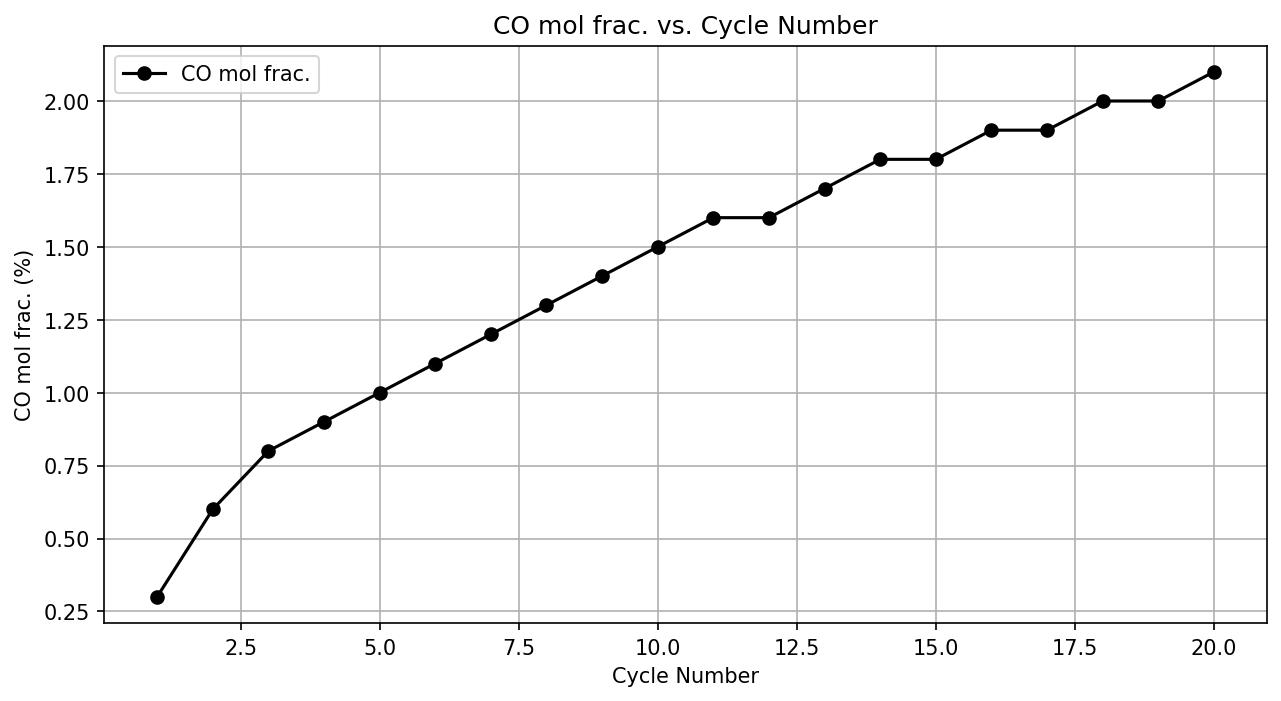 CO mol frac. vs. Cycle Number
CO mol frac.
CO mol frac. (%)
2.00
1.75
1.50
1.25
1.00
0.75
0.50
0.25
2.5 5.0 7.5 10.0 12.5 15.0 17.5 20.0
Cycle Number